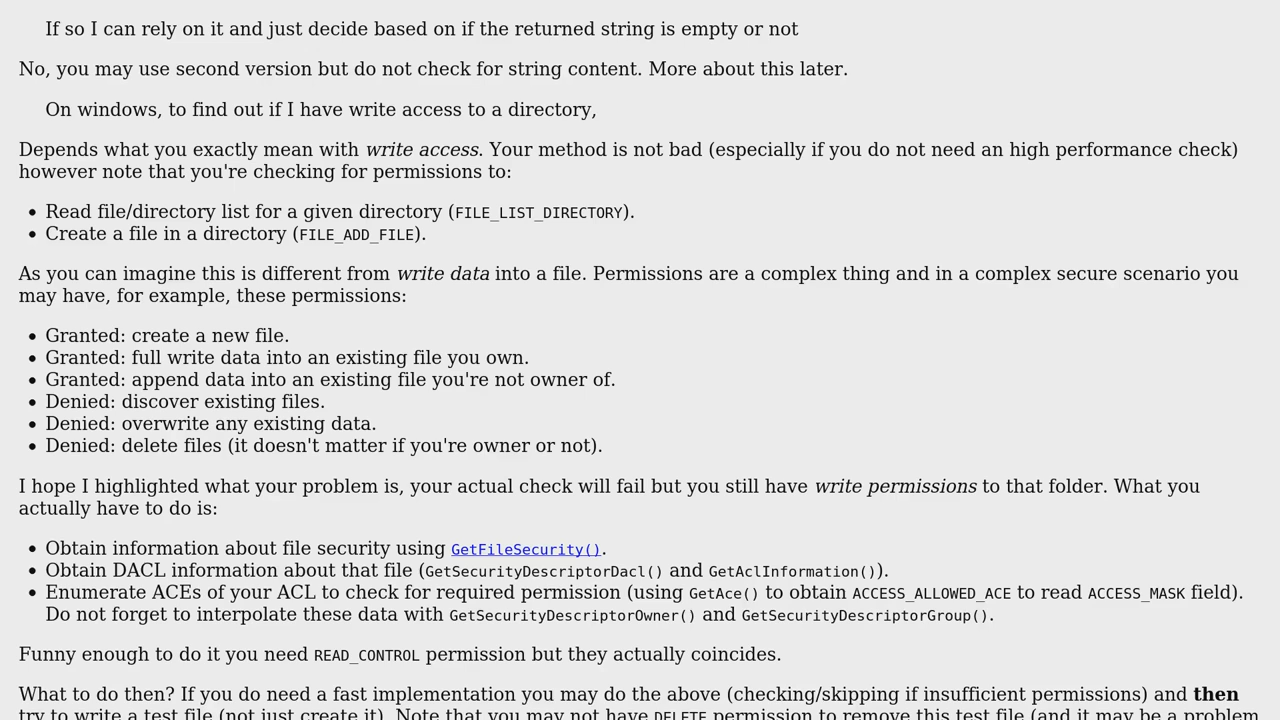 If so I can rely on it and just decide based on if the returned string is empty or not
No, you may use second version but do not check for string content. More about this later.
On windows, to find out if I have write access to a directory,
Depends what you exactly mean with write access. Your method is not bad (especially if you do not need an high performance check)
however note that you're checking for permissions to:
• Read file/directory list for a given directory (FILE_LIST_DIRECTORY).
• Create a file in a directory (FILE_ADD_FILE).
As you can imagine this is different from write data into a file. Permissions are a complex thing and in a complex secure scenario you
may have, for example, these permissions:
• Granted: create a new file.
• Granted: full write data into an existing file you own.
• Granted: append data into an existing file you're not owner of.
• Denied: discover existing files.
• Denied: overwrite any existing data.
• Denied: delete files (it doesn't matter if you're owner or not).
I hope I highlighted what your problem is, your actual check will fail but you still have write permissions to that folder. What you
actually have to do is:
• Obtain information about file security using GetFileSecurity().
• Obtain DACL information about that file (GetSecurityDescriptorDacl() and GetAclInformation()).
• Enumerate ACEs of your ACL to check for required permission (using GetAce() to obtain ACCESS_ALLOWED_ACE to read ACCESS_MASK field).
Do not forget to interpolate these data with GetSecurityDescriptorOwner() and GetSecurityDescriptorGroup().
Funny enough to do it you need READ_CONTROL permission but they actually coincides.
What to do then? If you do need a fast implementation you may do the above (checking/skipping if insufficient permissions) and then
try to write a test file (not just create it). Note that you may not have DELETE permission to remove this test file (and it may be a problem